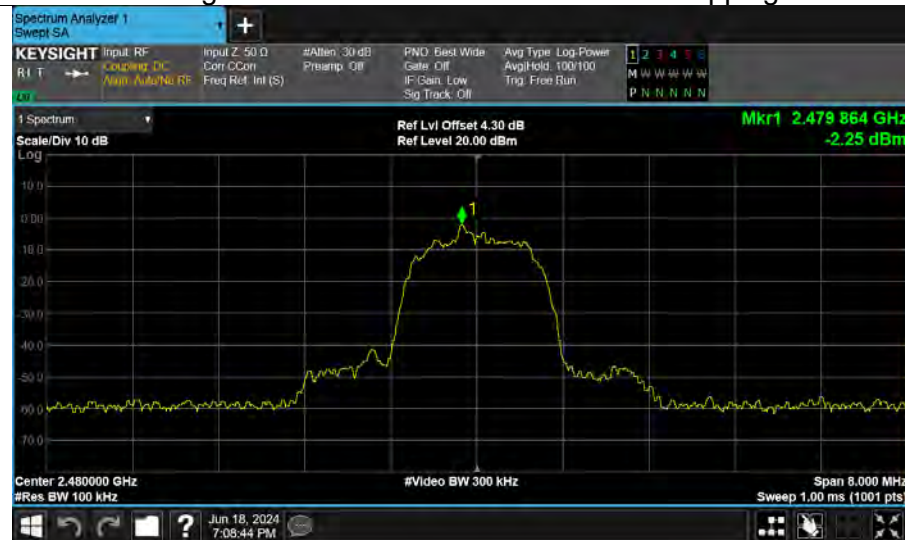 Spectrum Analyzer 1
Swept SA
+
KEYSIGHT Input: RF Input Z: 50 Ω #Atten: 30 dB PNO: Best Wide Avg Type: Log-Power 1 2 3 4 5 6
RLT Coupling: DC Corr CCorr Preamp: Off Gate: Off Avg|Hold: 100/100 M W W W W W
Align: Auto/No RF Freq Ref: Int (S) IF Gain: Low Trig: Free Run
Sig Track: Off P N N N N N
1 Spectrum Ref Lvl Offset 4.30 dB Mkr1 2.479 864 GHz
Scale/Div 10 dB Ref Level 20.00 dBm -2.25 dBm
Log
10.0
0.00
1
-10.0
-20.0
-30.0
-40.0
-50.0
-60.0
-70.0
Center 2.480000 GHz #Video BW 300 kHz Span 8.000 MHz
#Res BW 100 kHz Sweep 1.00 ms (1001 pts)
? Jun 18, 2024
7:08:44 PM